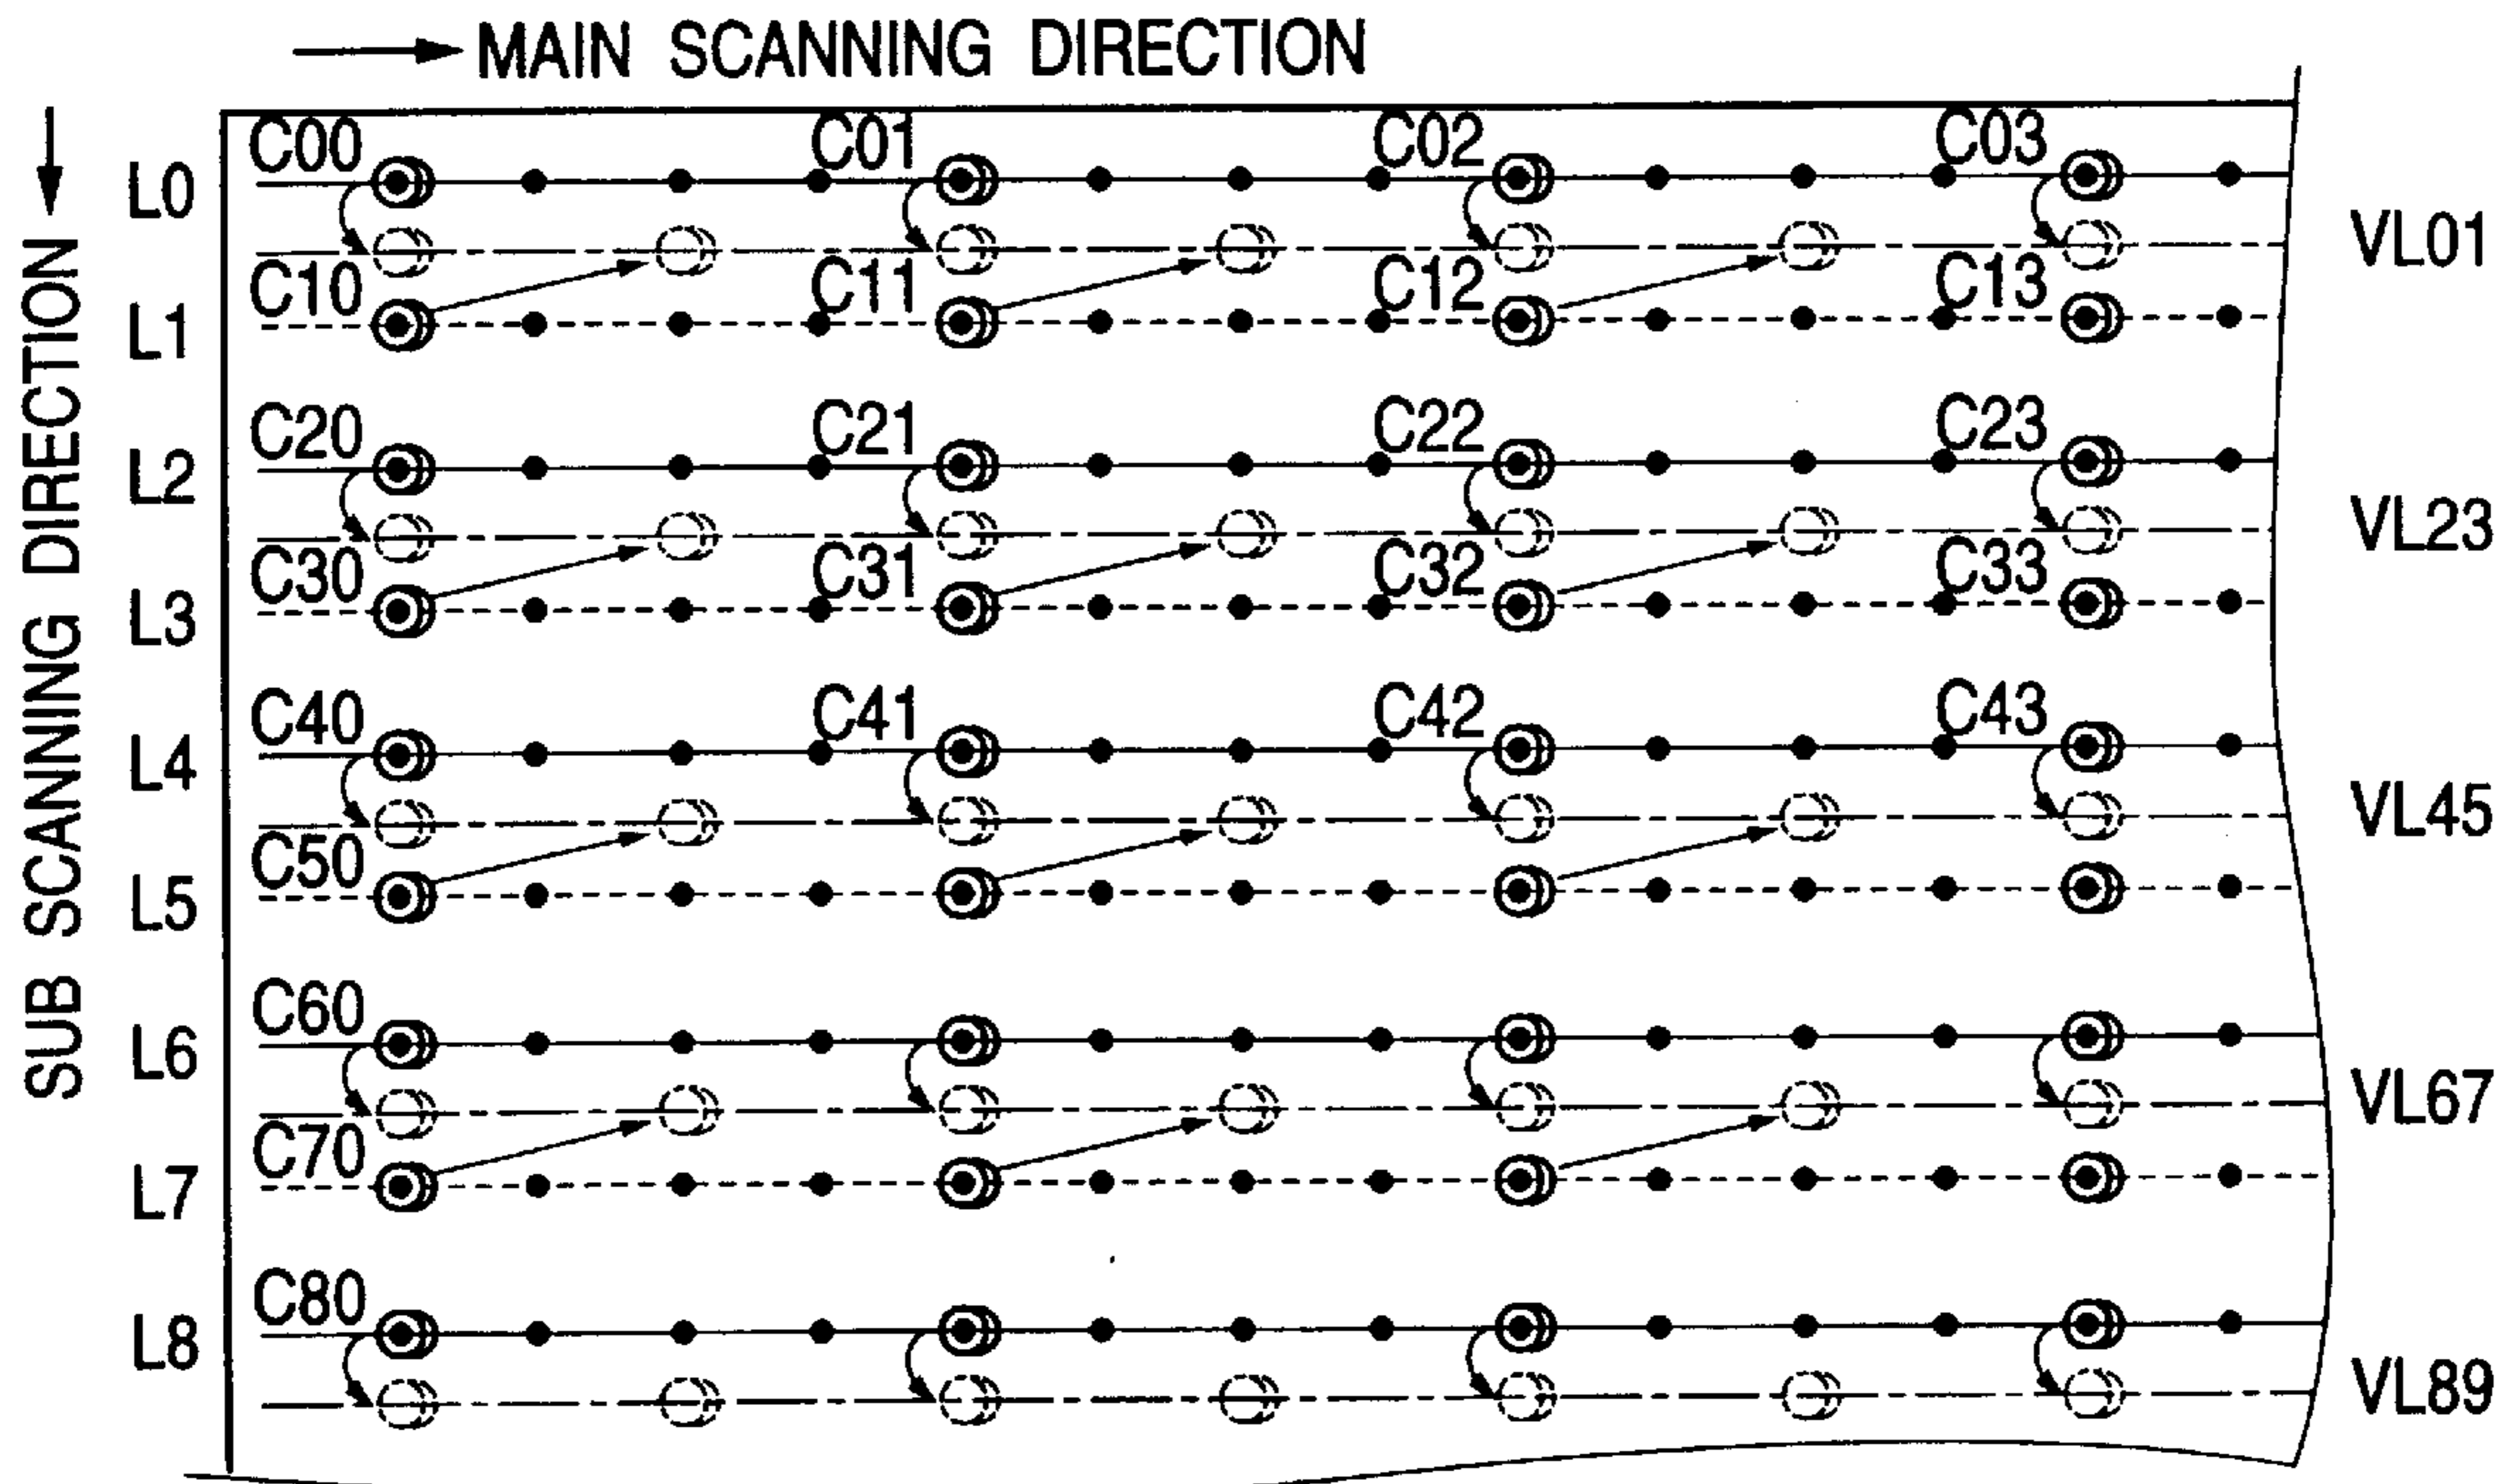 MAIN SCANNING DIRECTION
SUB SCANNING DIRECTION
C00 C01 C02 C03
L0
VL01
C10 C11 C12 C13
L1
C20 C21 C22 C23
L2
VL23
C30 C31 C32 C33
L3
C40 C41 C42 C43
L4
VL45
C50
L5
C60
L6
VL67
C70
L7
C80
L8
VL89